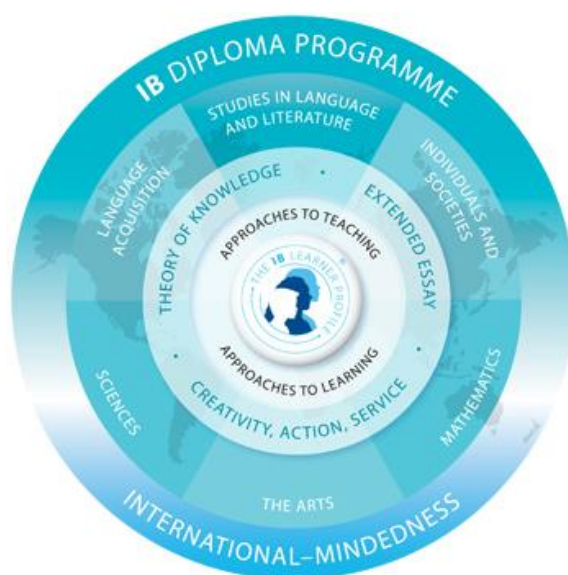 IB DIPLOMA PROGRAMME
STUDIES IN LANGUAGE
AND LITERATURE
LANGUAGE
ACQUISITION
INDIVIDUALS AND
SOCIETIES
THEORY OF KNOWLEDGE
•
EXTENDED ESSAY
APPROACHES TO TEACHING
THE IB LEARNER PROFILE
®
APPROACHES TO LEARNING
•
•
CREATIVITY, ACTION, SERVICE
SCIENCES
MATHEMATICS
THE ARTS
INTERNATIONAL–MINDEDNESS